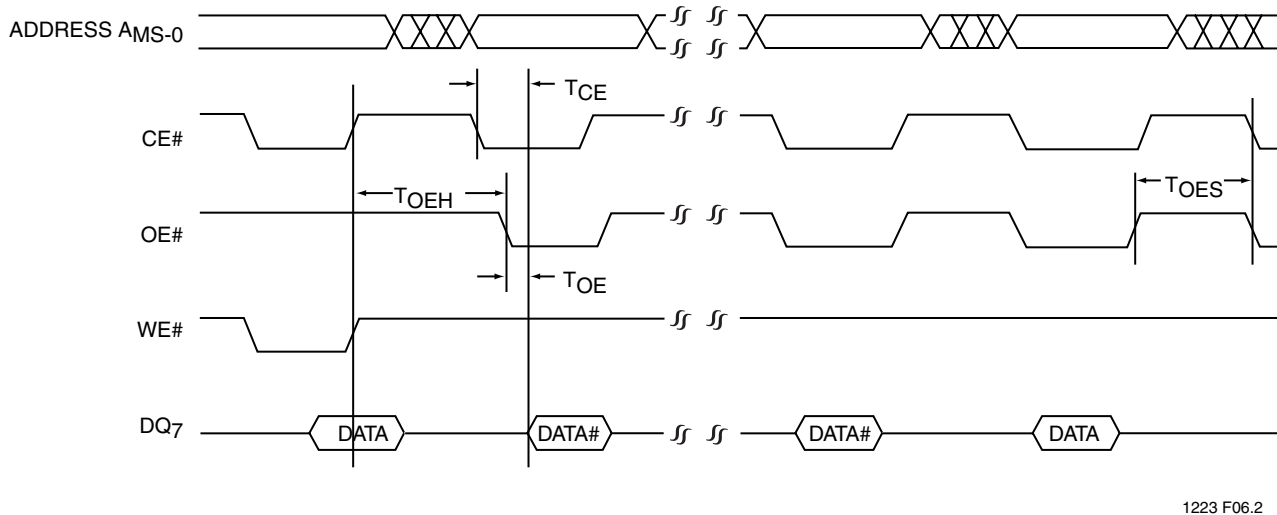 ADDRESS AMS-0
TCE
CE#
TOEH
TOES
OE#
TOE
WE#
DQ7
DATA
DATA#
DATA#
DATA
1223 F06.2